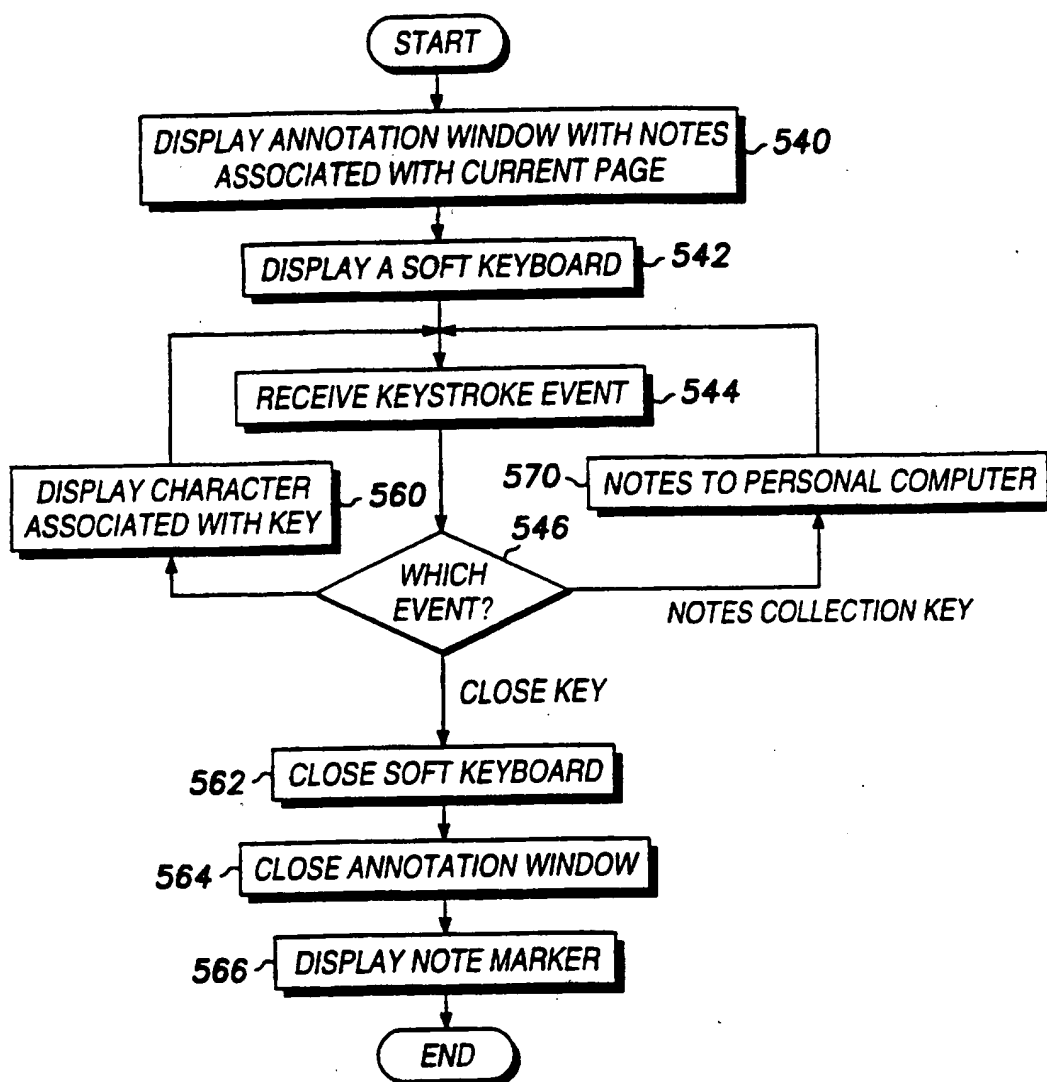 START
DISPLAY ANNOTATION WINDOW WITH NOTES
ASSOCIATED WITH CURRENT PAGE
540
DISPLAY A SOFT KEYBOARD
542
RECEIVE KEYSTROKE EVENT
544
DISPLAY CHARACTER
ASSOCIATED WITH KEY
560
570
NOTES TO PERSONAL COMPUTER
546
WHICH
EVENT?
NOTES COLLECTION KEY
CLOSE KEY
562
CLOSE SOFT KEYBOARD
564
CLOSE ANNOTATION WINDOW
566
DISPLAY NOTE MARKER
END